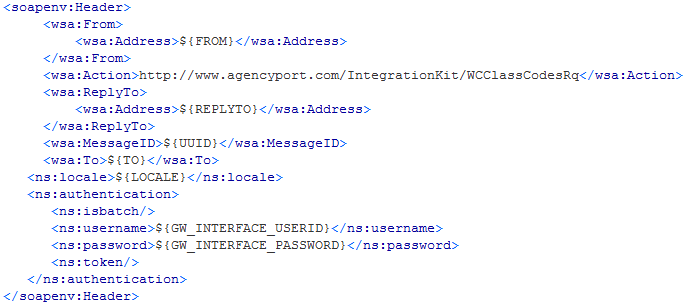 <soapenv:Header>
<wsa:From>
<wsa:Address>${FROM}</wsa:Address>
</wsa:From>
<wsa:Action>http://www.agencyport.com/IntegrationKit/WCClassCodesRq</wsa:Action>
<wsa:ReplyTo>
<wsa:Address>${REPLYTO}</wsa:Address>
</wsa:ReplyTo>
<wsa:MessageID>${UUID}</wsa:MessageID>
<wsa:To>${TO}</wsa:To>
<ns:locale>${LOCALE}</ns:locale>
<ns:authentication>
<ns:isbatch/>
<ns:username>${GW_INTERFACE_USERID}</ns:username>
<ns:password>${GW_INTERFACE_PASSWORD}</ns:password>
<ns:token/>
</ns:authentication>
</soapenv:Header>